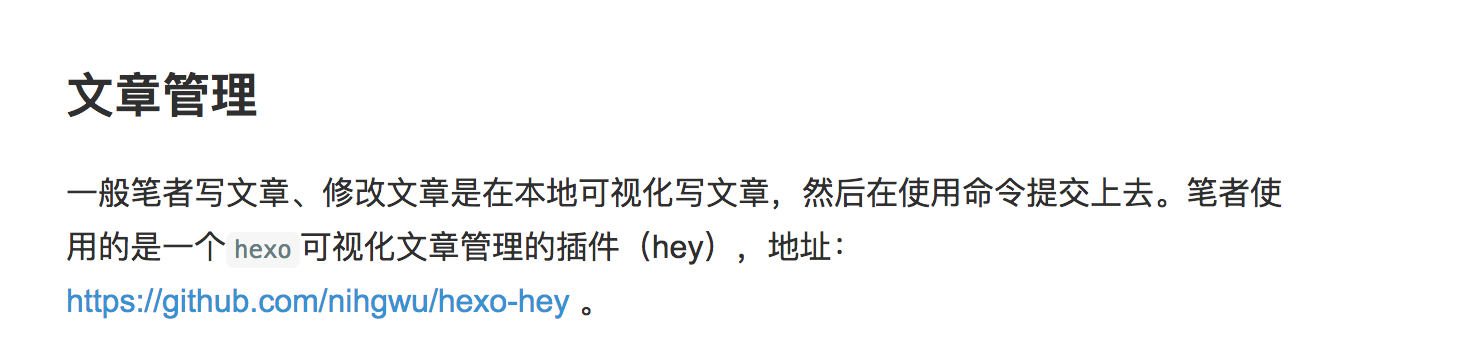 文章管理
一般笔者写文章、修改文章是在本地可视化写文章，然后在使用命令提交上去。笔者使
用的是一个hexo可视化文章管理的插件（hey），地址：
https://github.com/nihgwu/hexo-hey 。